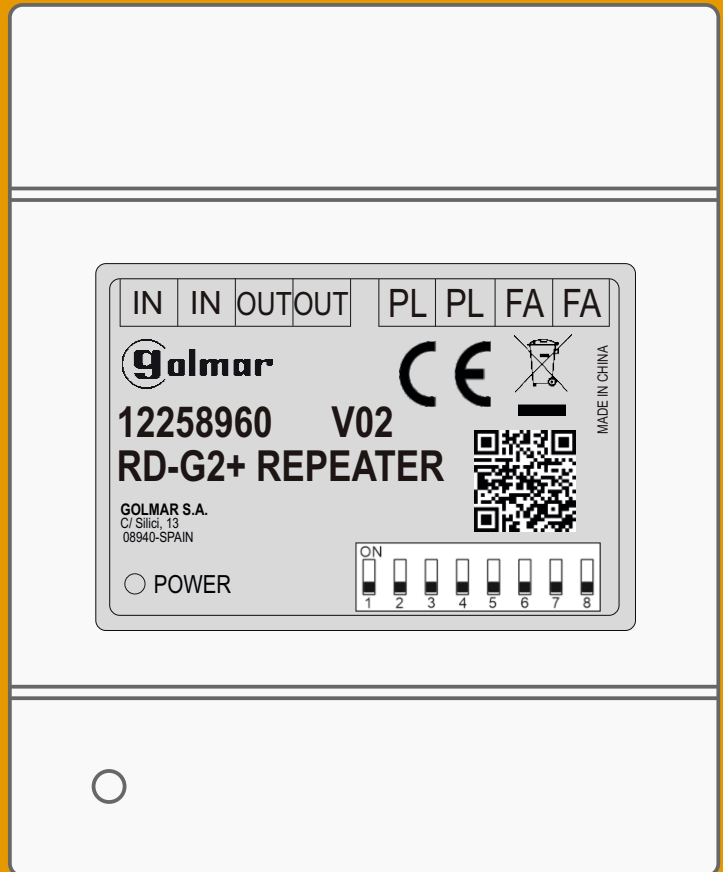 IN IN OUT OUT PL PL FA FA
golmar
MADE IN CHINA
12258960 V02
RD-G2+ REPEATER
GOLMAR S.A.
C/ Silici, 13
08940-SPAIN
POWER
ON
1 2 3 4 5 6 7 8